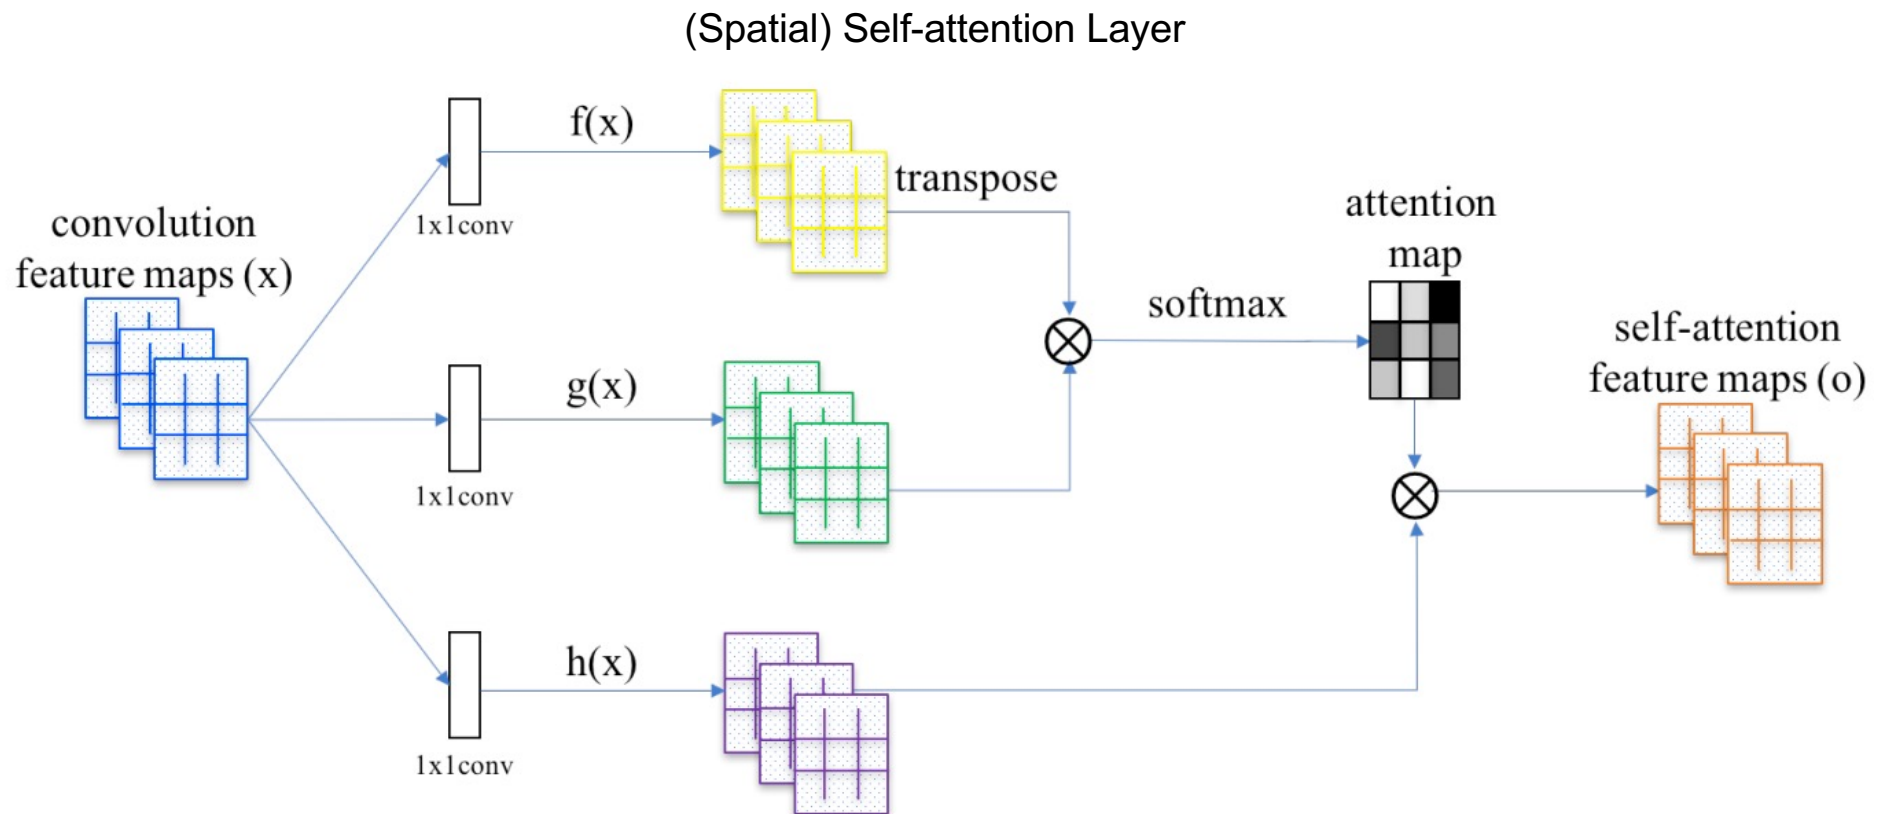 (Spatial) Self-attention Layer
convolution
feature maps (x)
f(x)
1x1conv
transpose
g(x)
1x1conv
h(x)
1x1conv
softmax
attention
map
self-attention
feature maps (o)